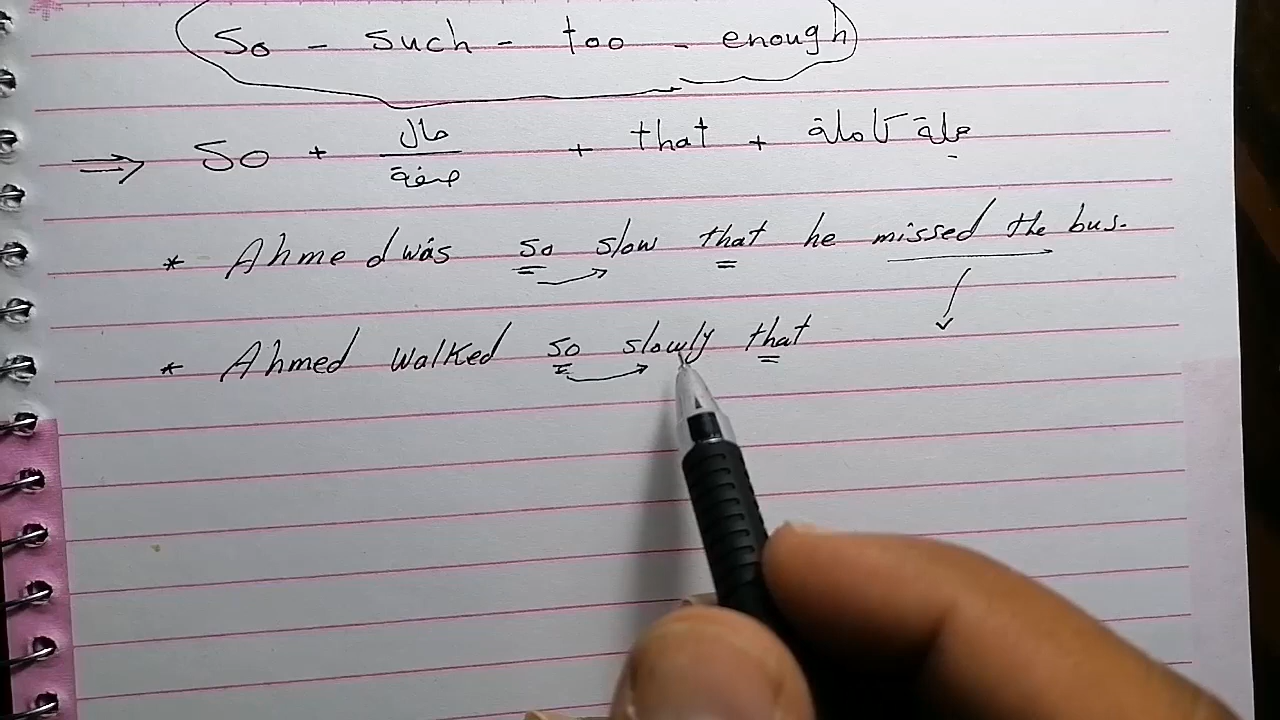 So - such - too - enough
⇒ So + حال / صفة + that + جملة كاملة
* Ahmed was so slow that he missed the bus.
* Ahmed walked so slowly that